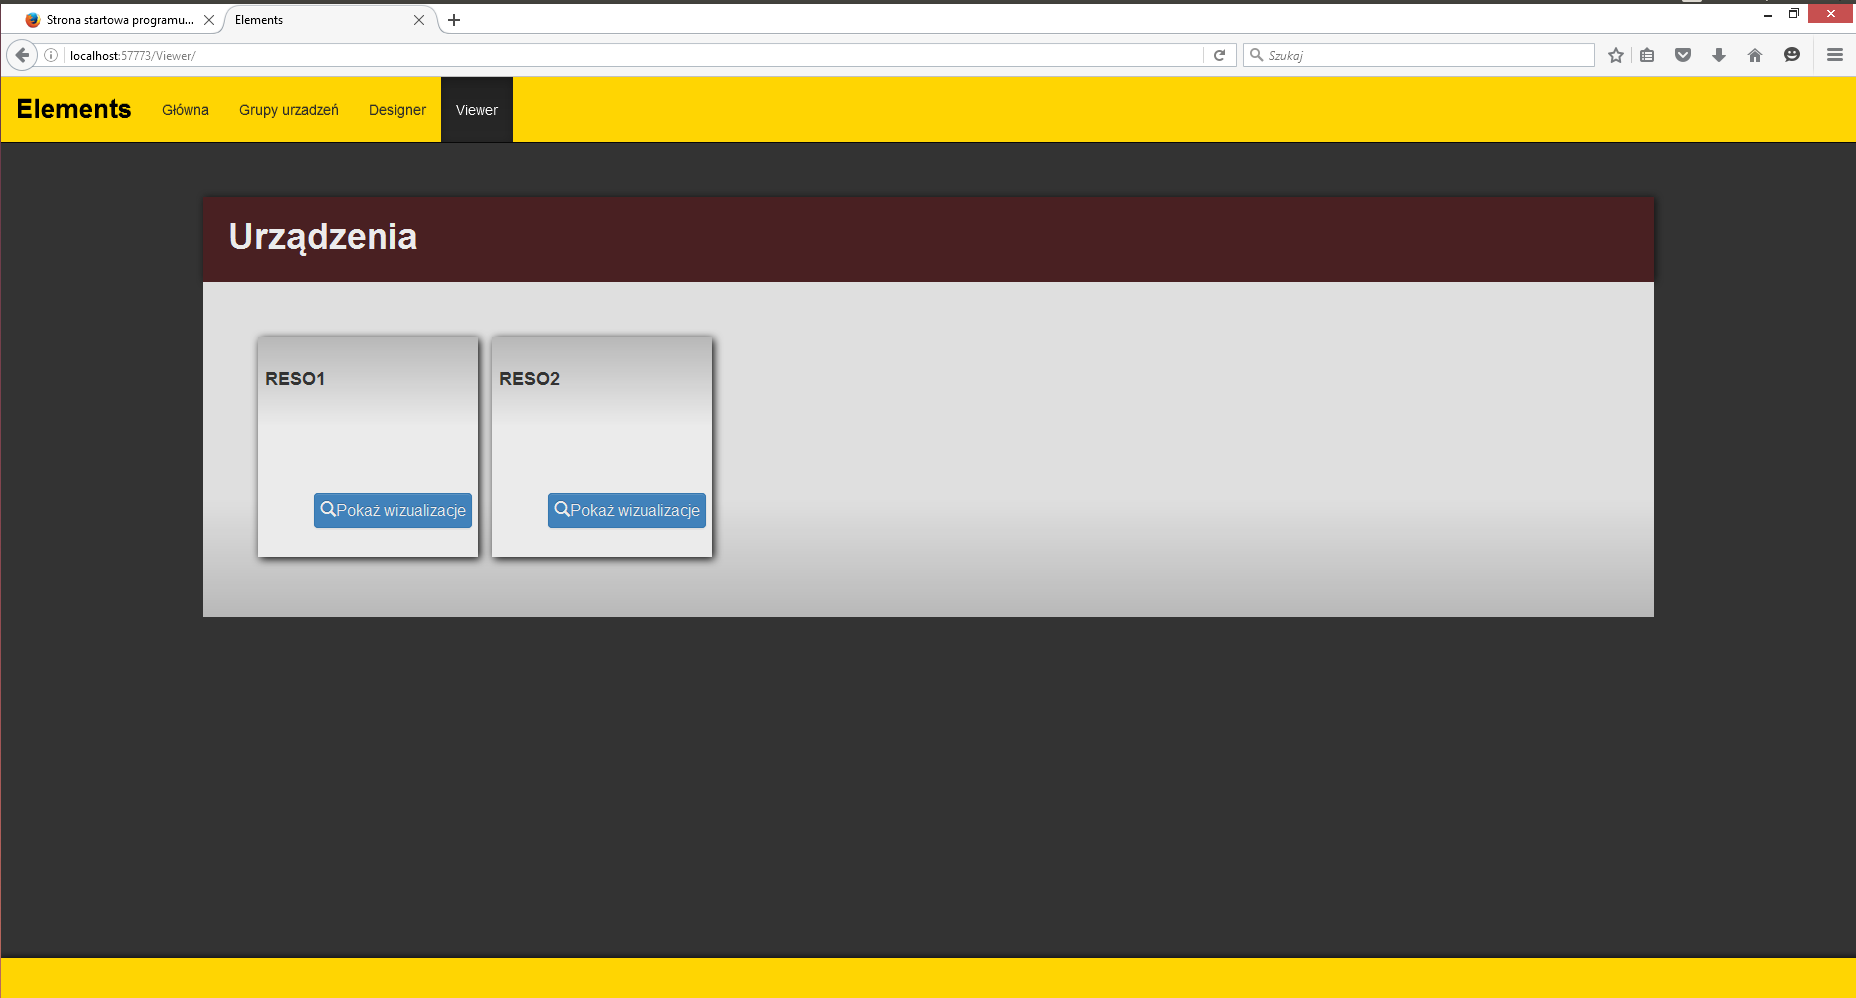 Strona startowa programu...
Elements
localhost:57773/Viewer/
Szukaj
Elements Główna Grupy urzadzeń Designer Viewer
Urządzenia
RESO1
Pokaż wizualizacje
RESO2
Pokaż wizualizacje